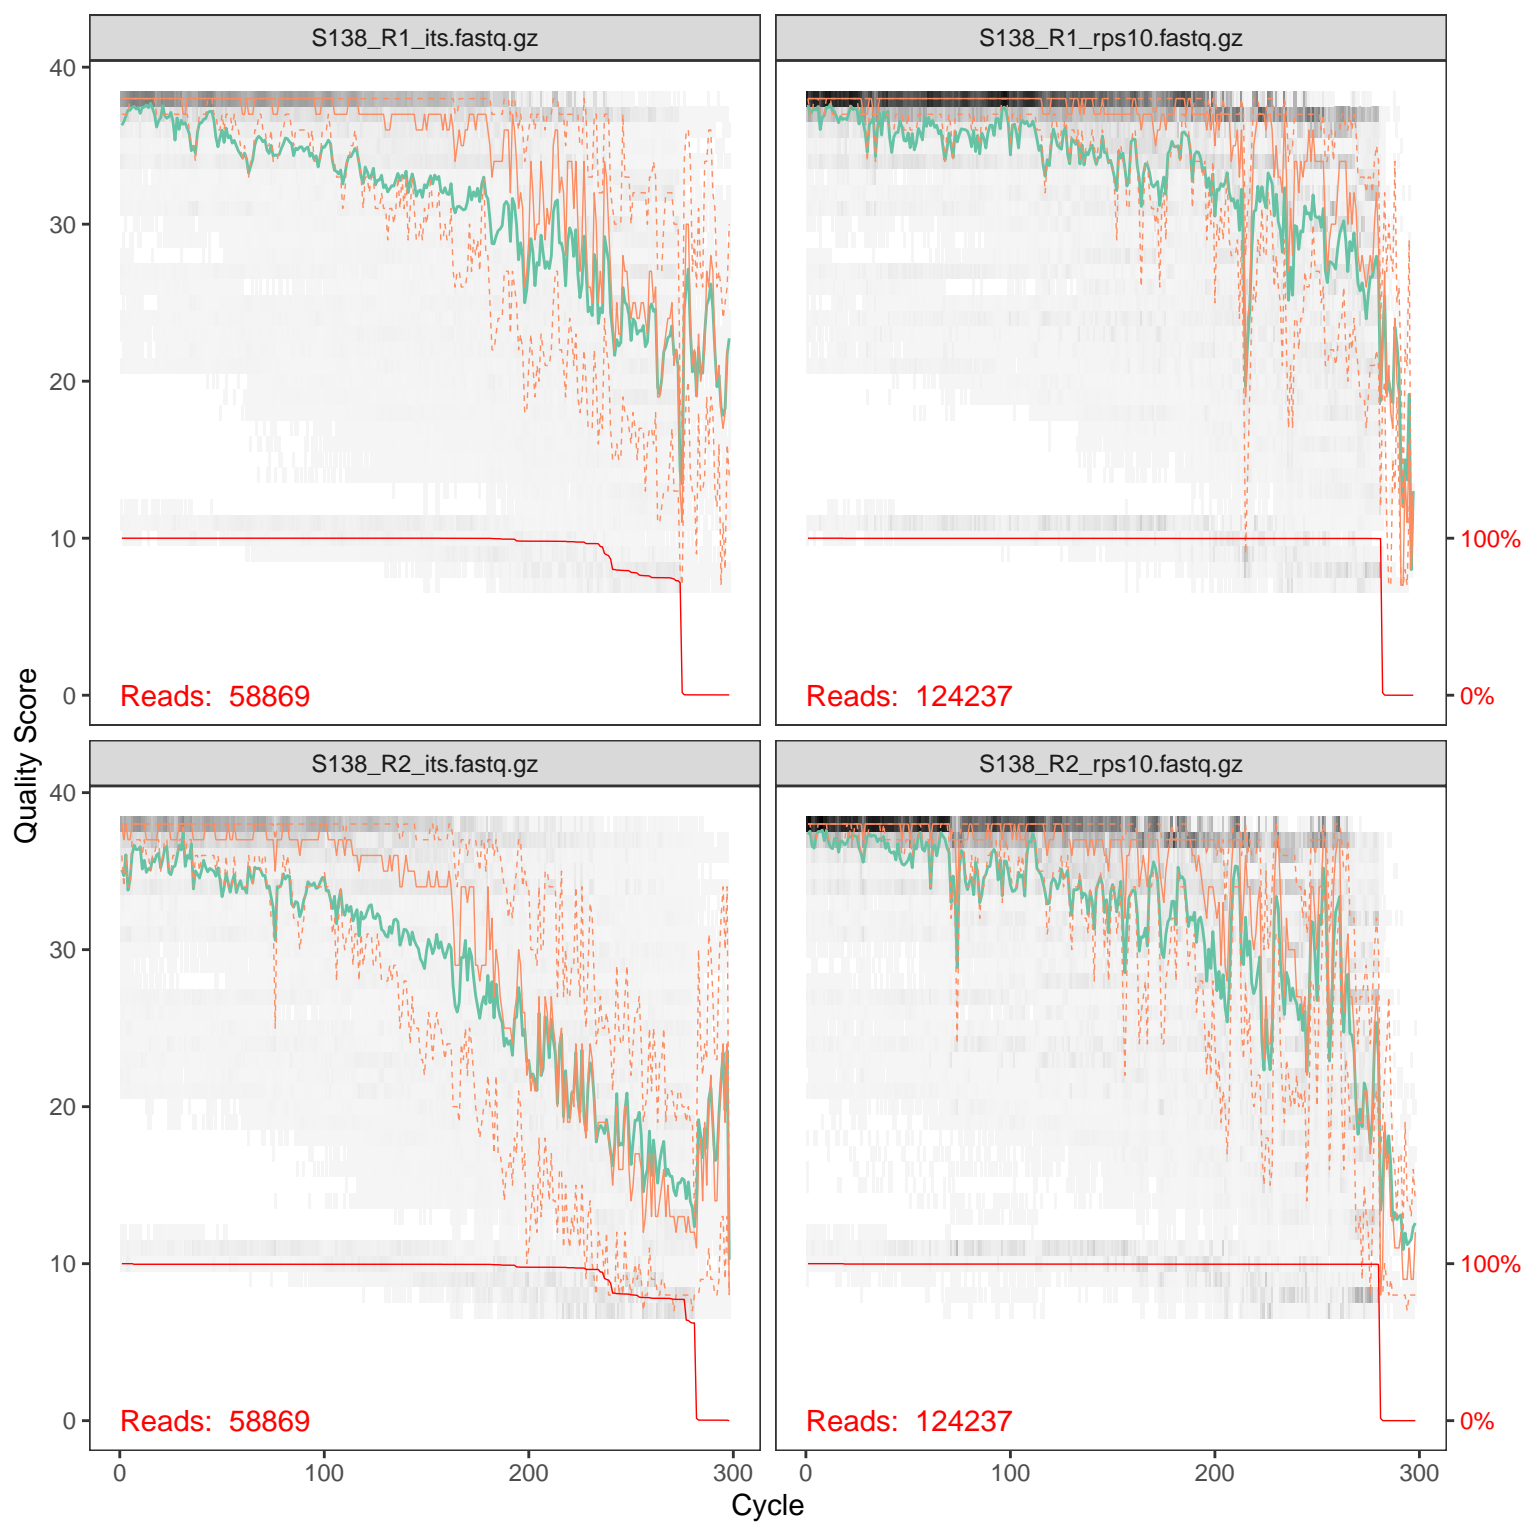 S138_R1_its.fastq.gz
S138_R1_rps10.fastq.gz
40
30
20
10
0
Reads: 58869
Reads: 124237
100%
0%
Quality Score
S138_R2_its.fastq.gz
S138_R2_rps10.fastq.gz
40
30
20
10
0
Reads: 58869
Reads: 124237
100%
0%
0 100 200 300
0 100 200 300
Cycle